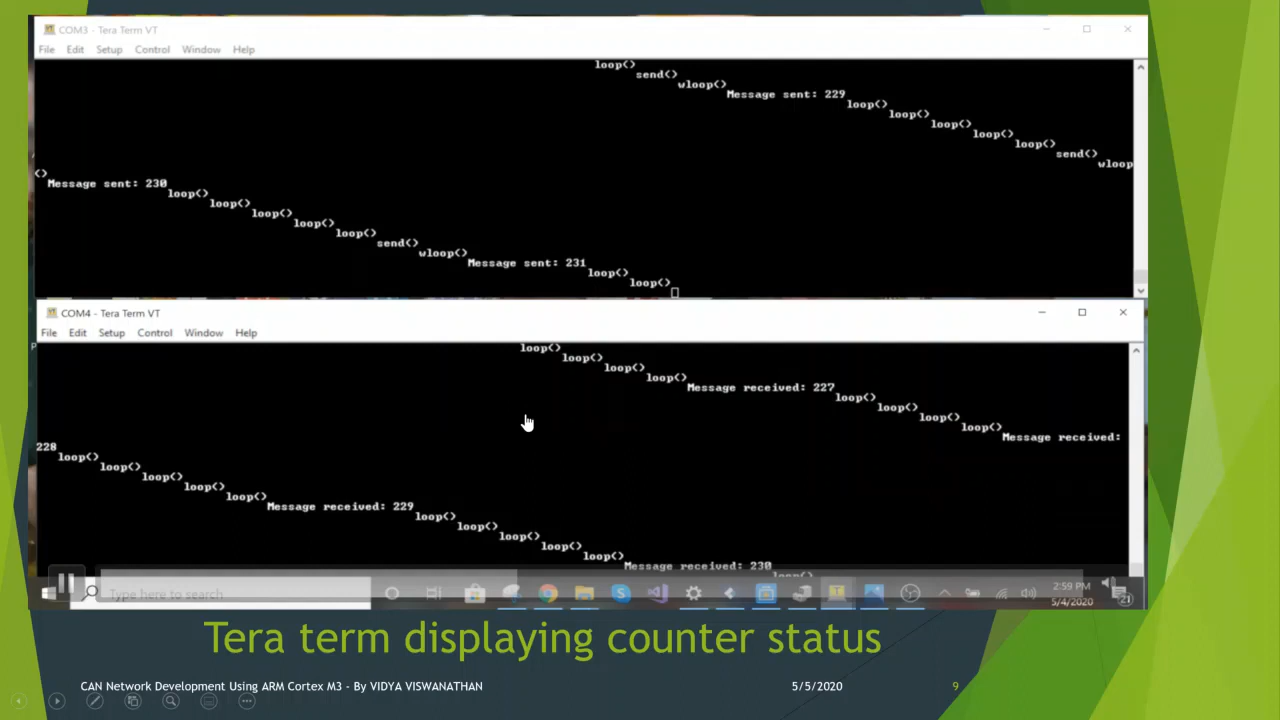 COM3 - Tera Term VT
File Edit Setup Control Window Help
loop()
send()
wloop()
Message sent: 229
loop()
loop()
loop()
loop()
loop()
send()
wloop
()
Message sent: 230
loop()
loop()
loop()
loop()
loop()
send()
wloop()
Message sent: 231
loop()
loop()
COM4 - Tera Term VT
File Edit Setup Control Window Help
loop()
loop()
loop()
loop()
Message received: 227
loop()
loop()
loop()
loop()
Message received:
228
loop()
loop()
loop()
loop()
loop()
Message received: 229
loop()
loop()
loop()
loop()
loop()
Message received: 230
loop()
Type here to search
2:59 PM
5/4/2020
21
Tera term displaying counter status
CAN Network Development Using ARM Cortex M3 - By VIDYA VISWANATHAN
5/5/2020
9